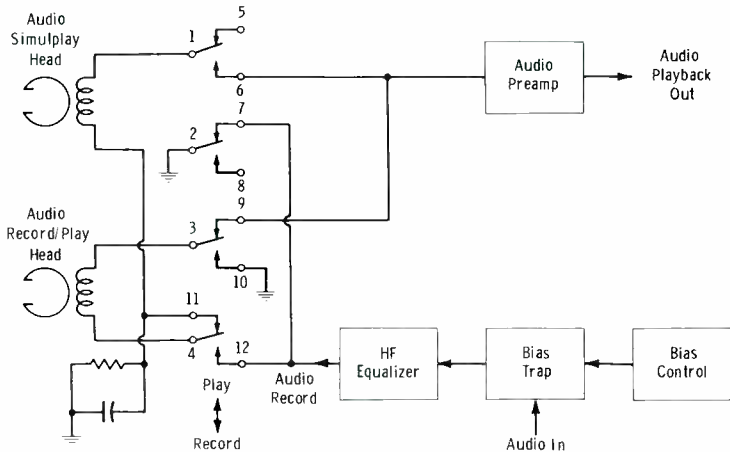 Audio
Simulplay
Head
1
5
6
Audio
Preamp
Audio
Playback
Out
7
2
8
Audio
Record/Play
Head
9
3
10
11
4
12
Play
Record
Audio
Record
HF
Equalizer
Bias
Trap
Bias
Control
Audio In